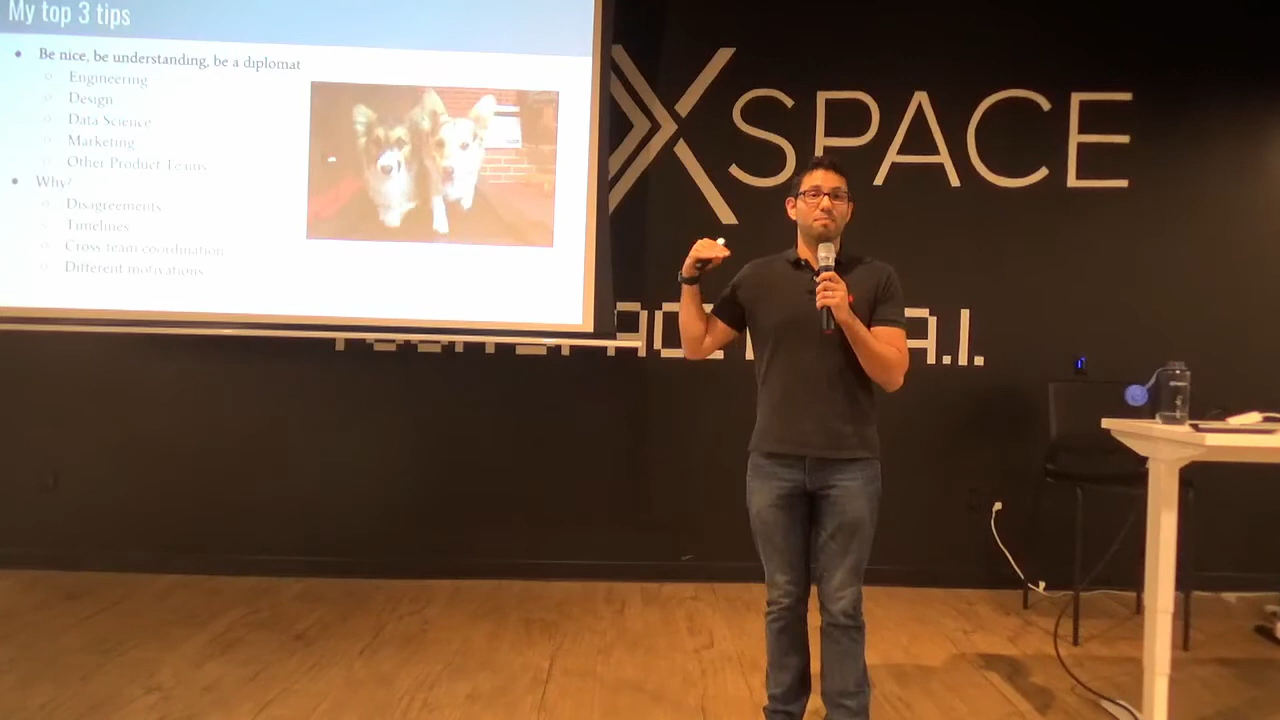 My top 3 tips
Be nice, be understanding, be a diplomat
Engineering
Design
Data Science
Marketing
Other Product Teams
Why?
Disagreements
Timelines
Cross team coordination
Different motivations
XSPACE
A.I.